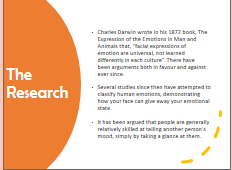 The
Research
• Charles Darwin wrote in his 1872 book, The
Expression of the Emotions in Man and
Animals that, "facial expressions of
emotion are universal, not learned
differently in each culture". There have
been arguments both in favour and against
ever since.
• Several studies since then have attempted to
classify human emotions, demonstrating
how your face can give away your emotional
state.
• It has been argued that people are generally
relatively skilled at telling another person's
mood, simply by taking a glance at them.